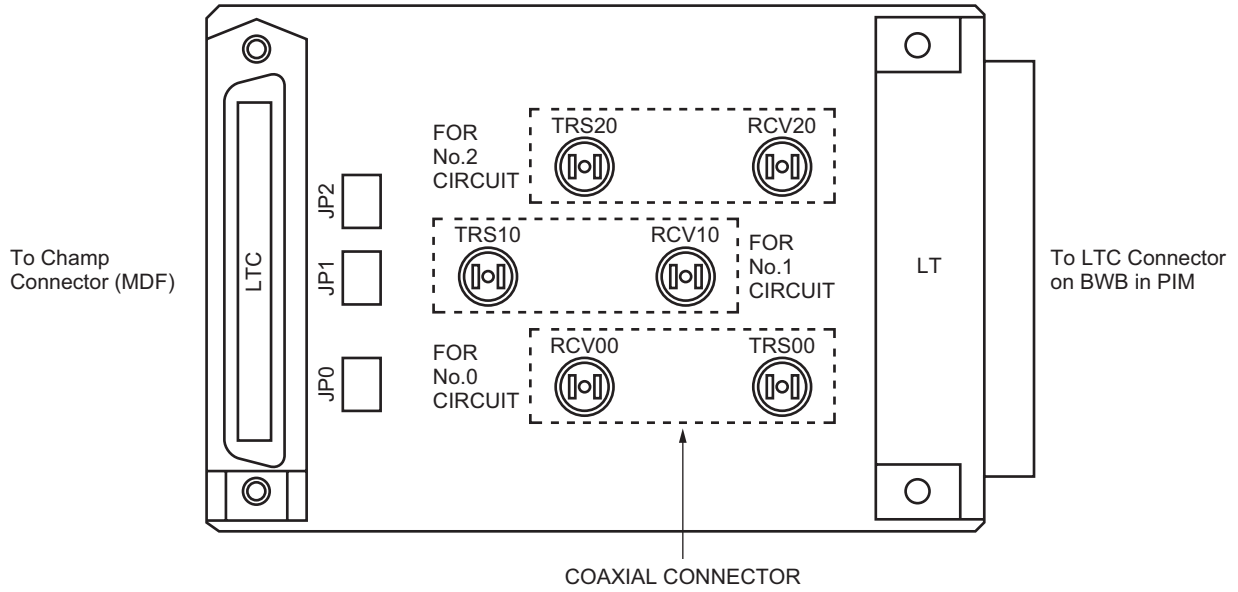 TRS20
RCV20
FOR
No.2
CIRCUIT
JP2
TRS10
RCV10
FOR
No.1
CIRCUIT
To Champ
Connector (MDF)
LTC
JP1
LT
To LTC Connector
on BWB in PIM
RCV00
TRS00
FOR
No.0
CIRCUIT
JP0
COAXIAL CONNECTOR